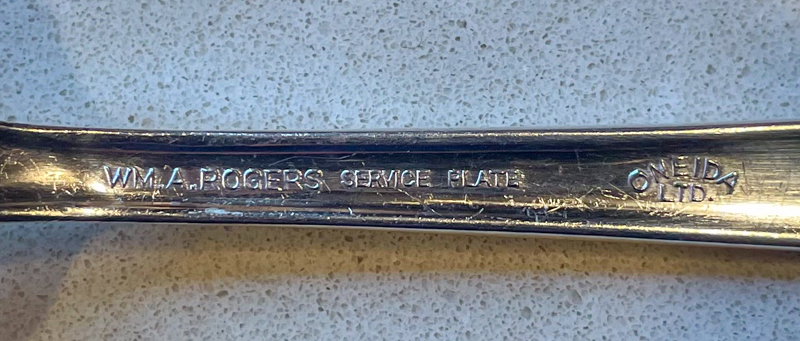 WM.A.ROGERS SERVICE PLATE
ONEIDA
LTD.